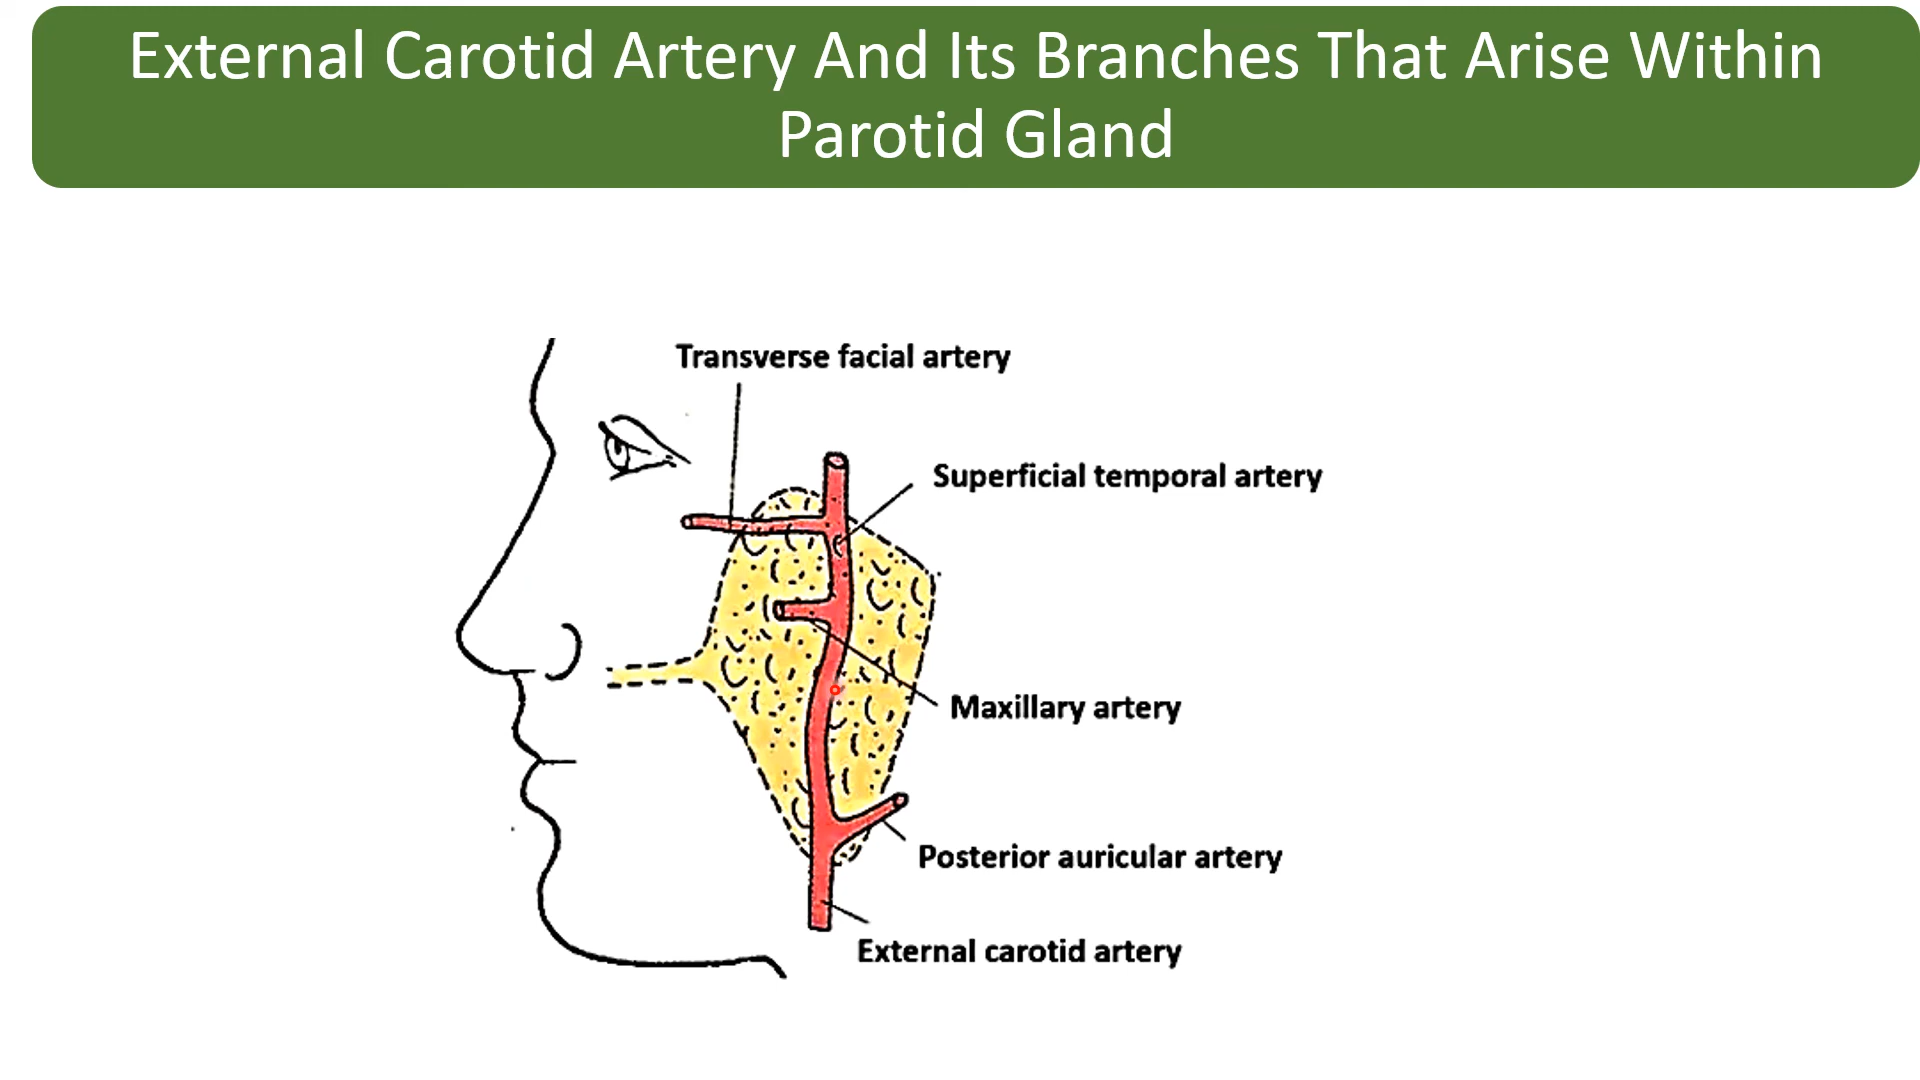 External Carotid Artery And Its Branches That Arise Within
Parotid Gland
Transverse facial artery
Superficial temporal artery
Maxillary artery
Posterior auricular artery
External carotid artery